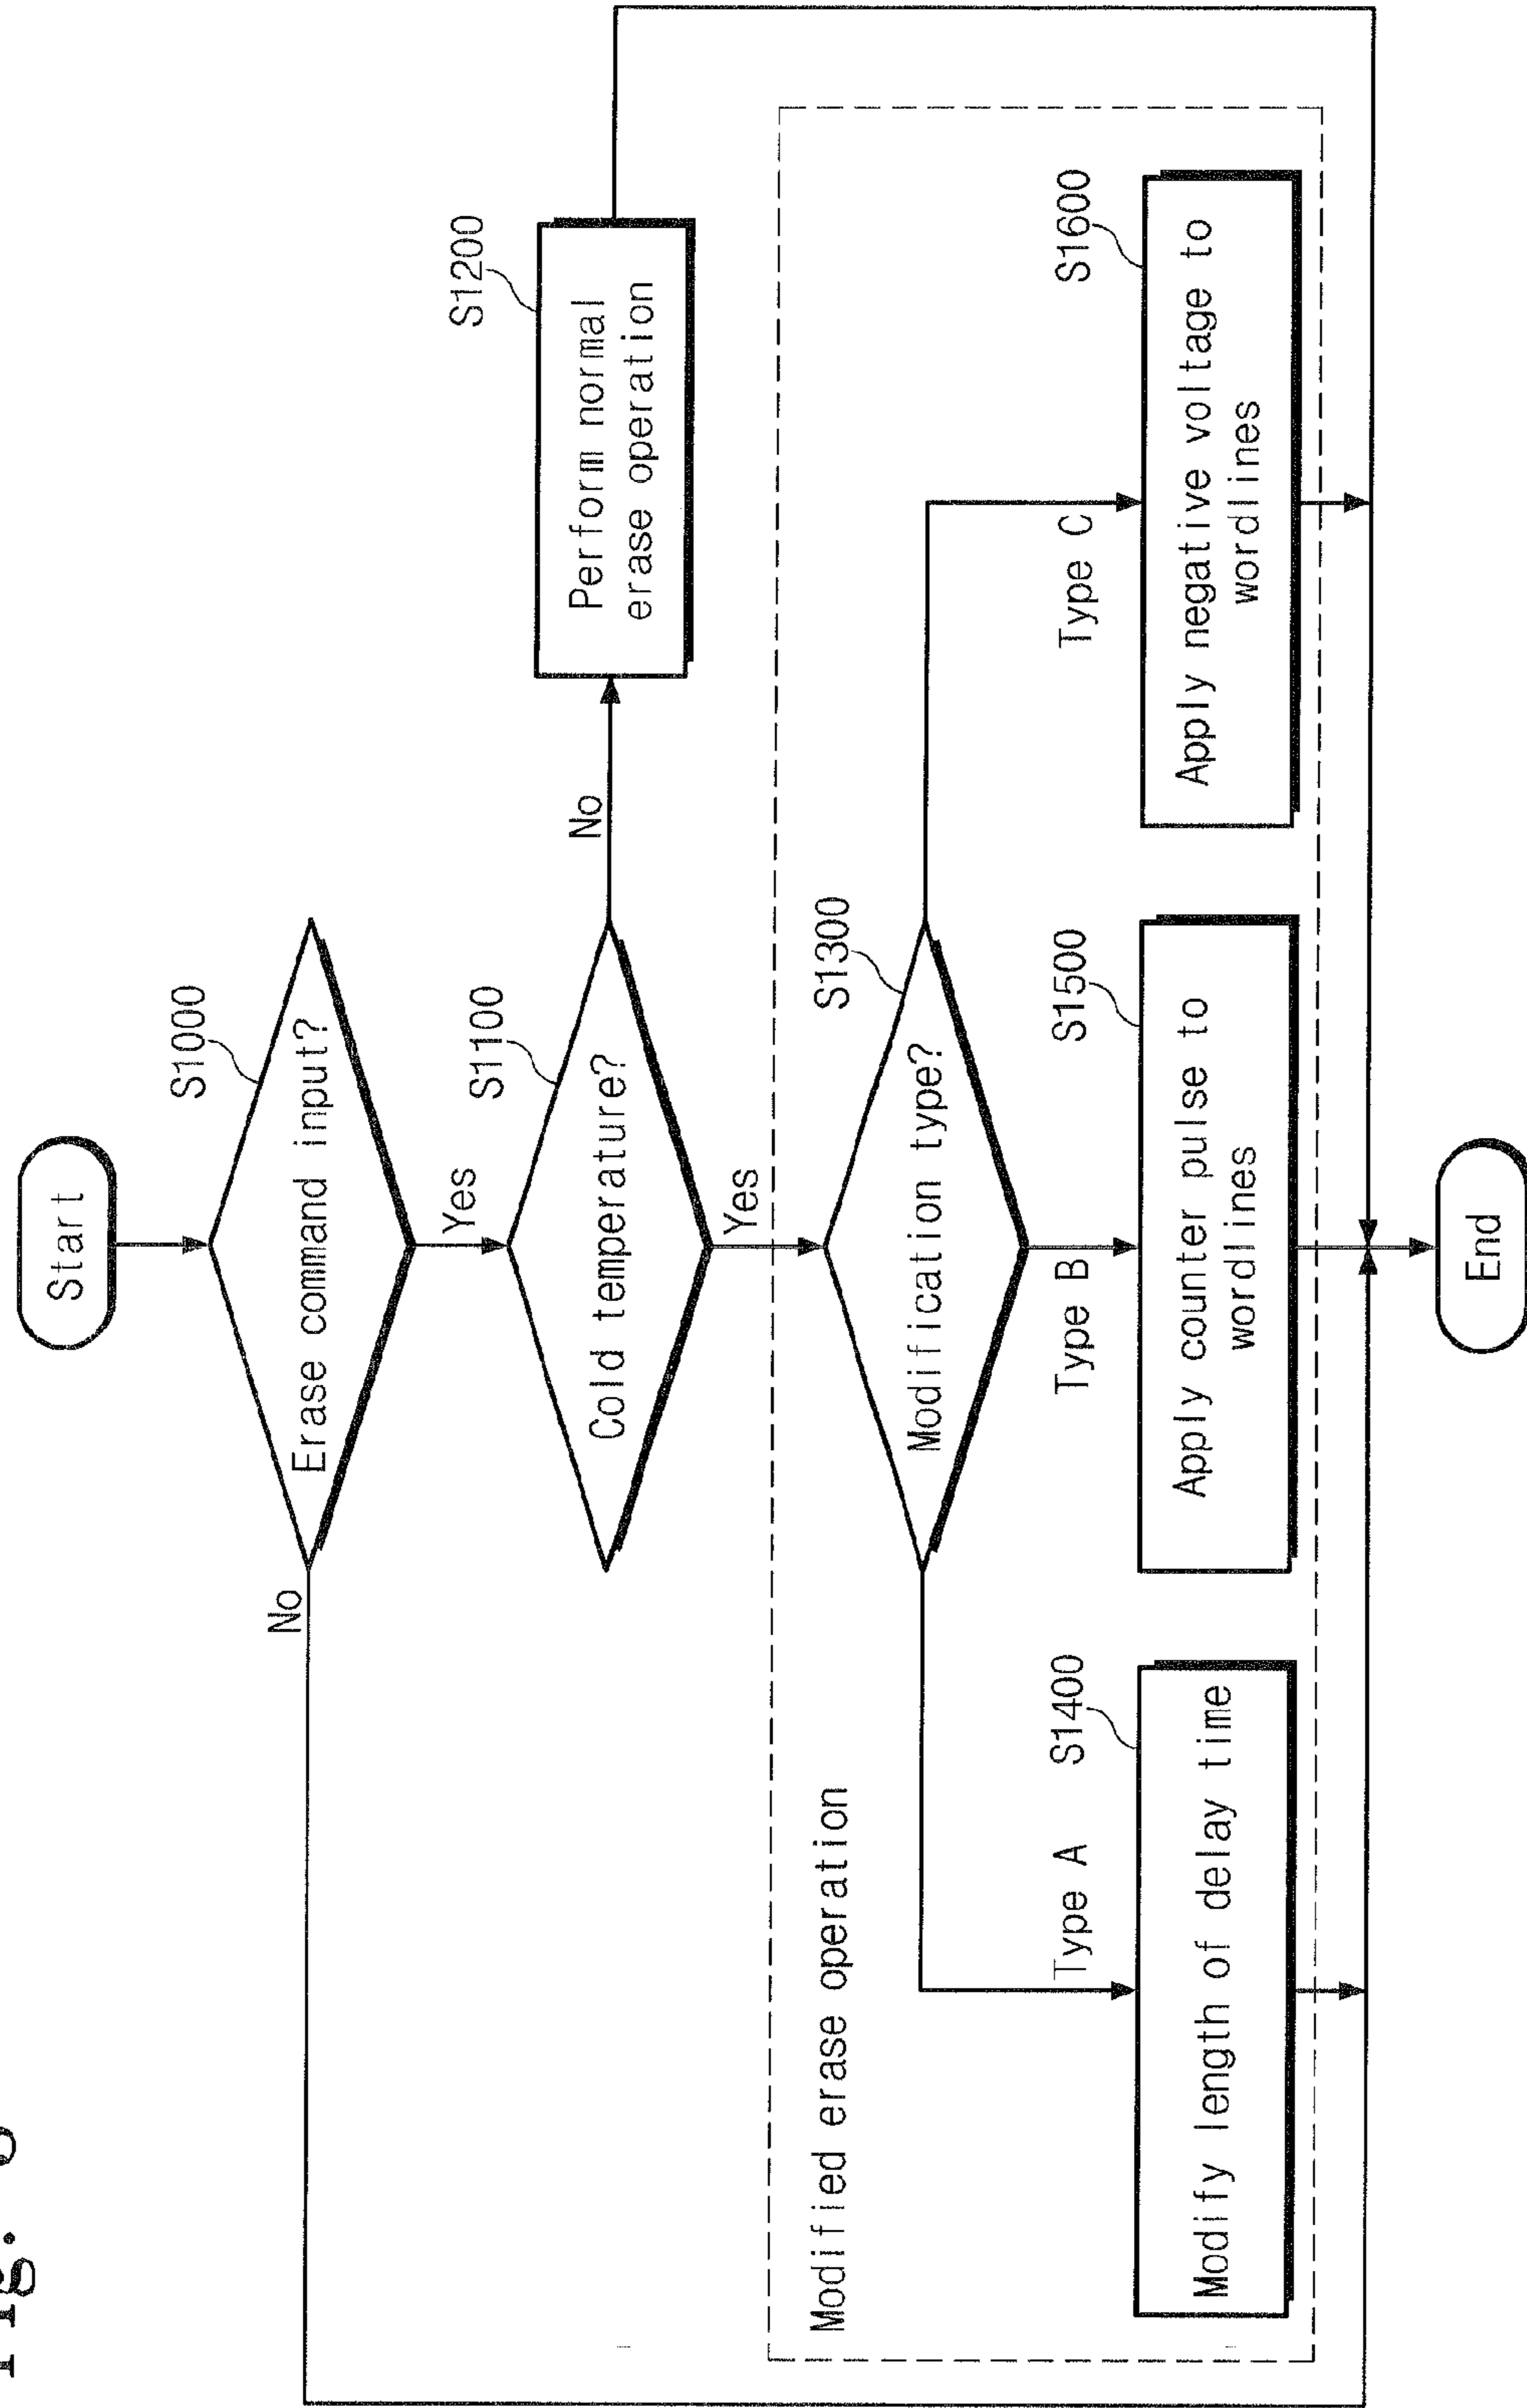 Start
Erase command input?
S1000
No
Yes
Cold temperature?
S1100
No
Perform normal
erase operation
S1200
Yes
Modified erase operation
Modification type?
S1300
Type A
S1400
Modify length of delay time
Type B
S1500
Apply counter pulse to
wordlines
Type C
S1600
Apply negative voltage to
wordlines
End